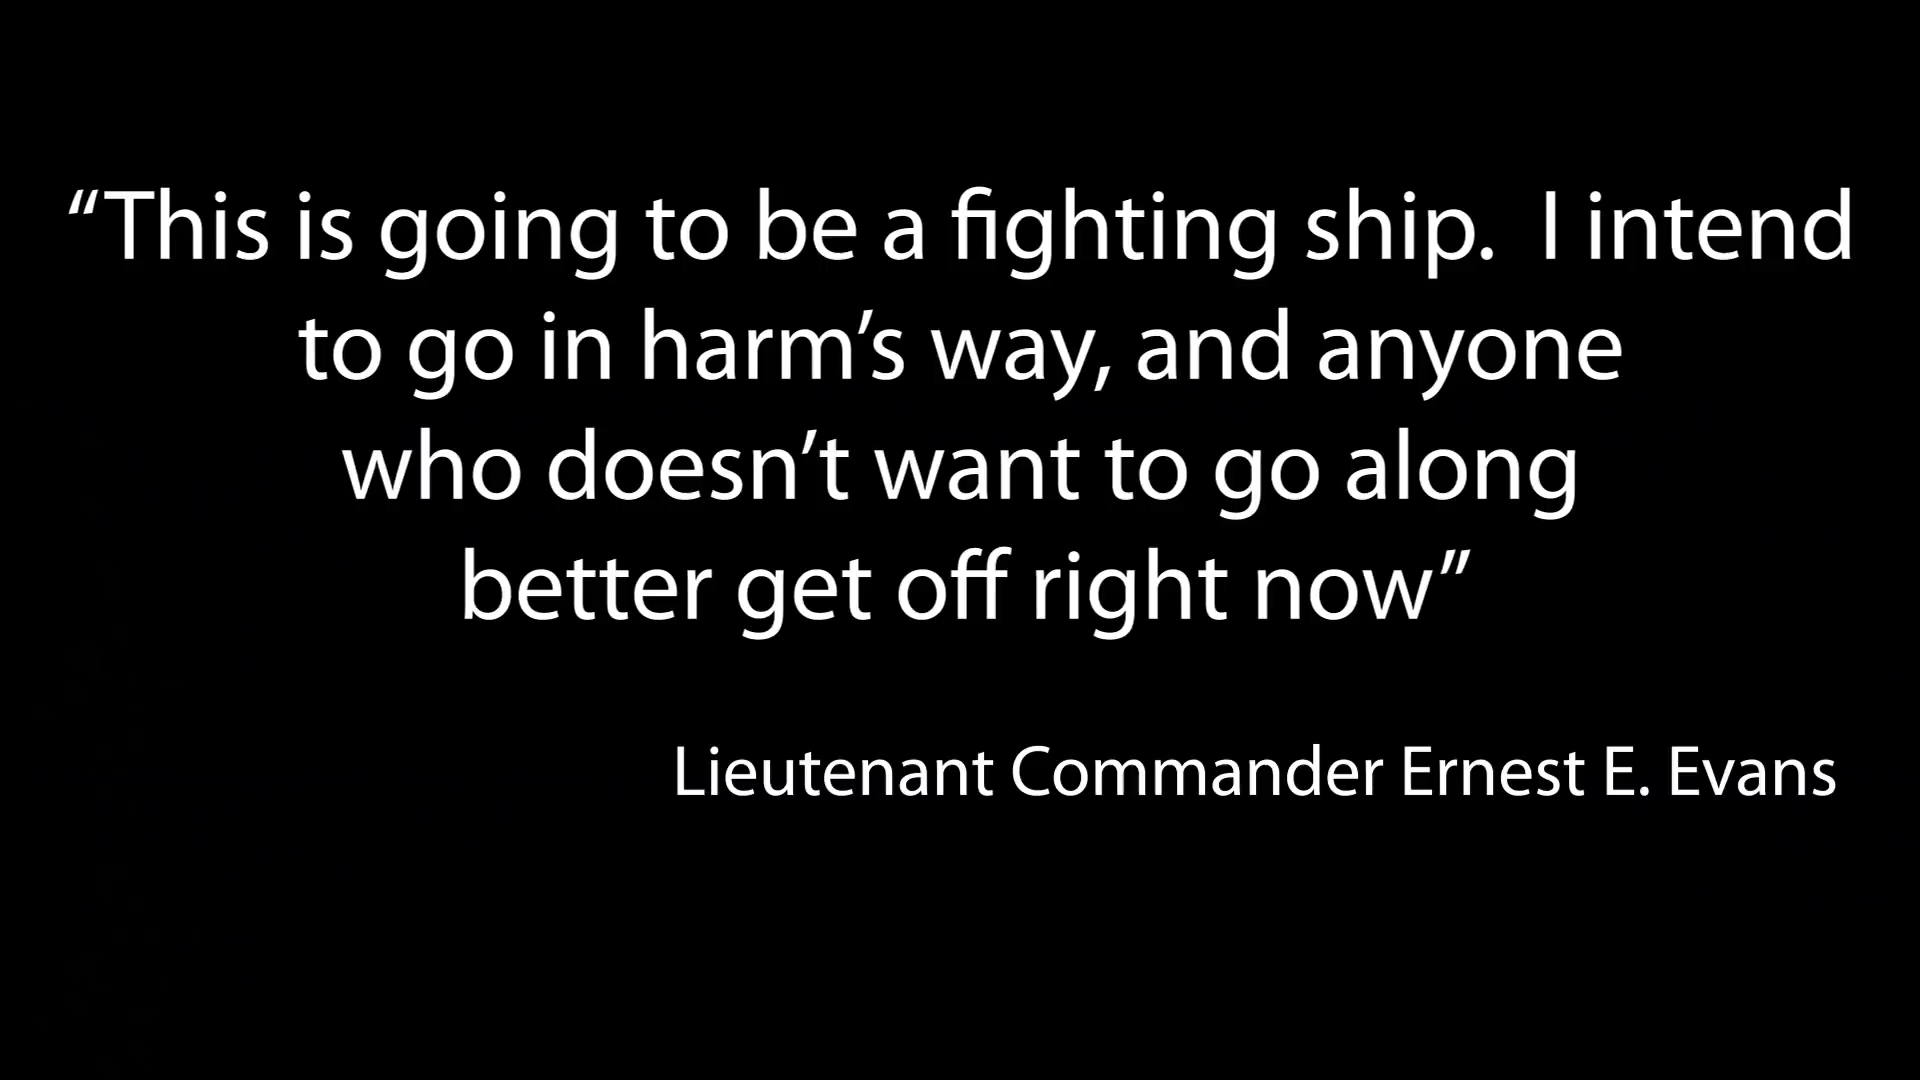 “This is going to be a fighting ship.  I intend
to go in harm’s way, and anyone
who doesn’t want to go along
better get off right now”
Lieutenant Commander Ernest E. Evans